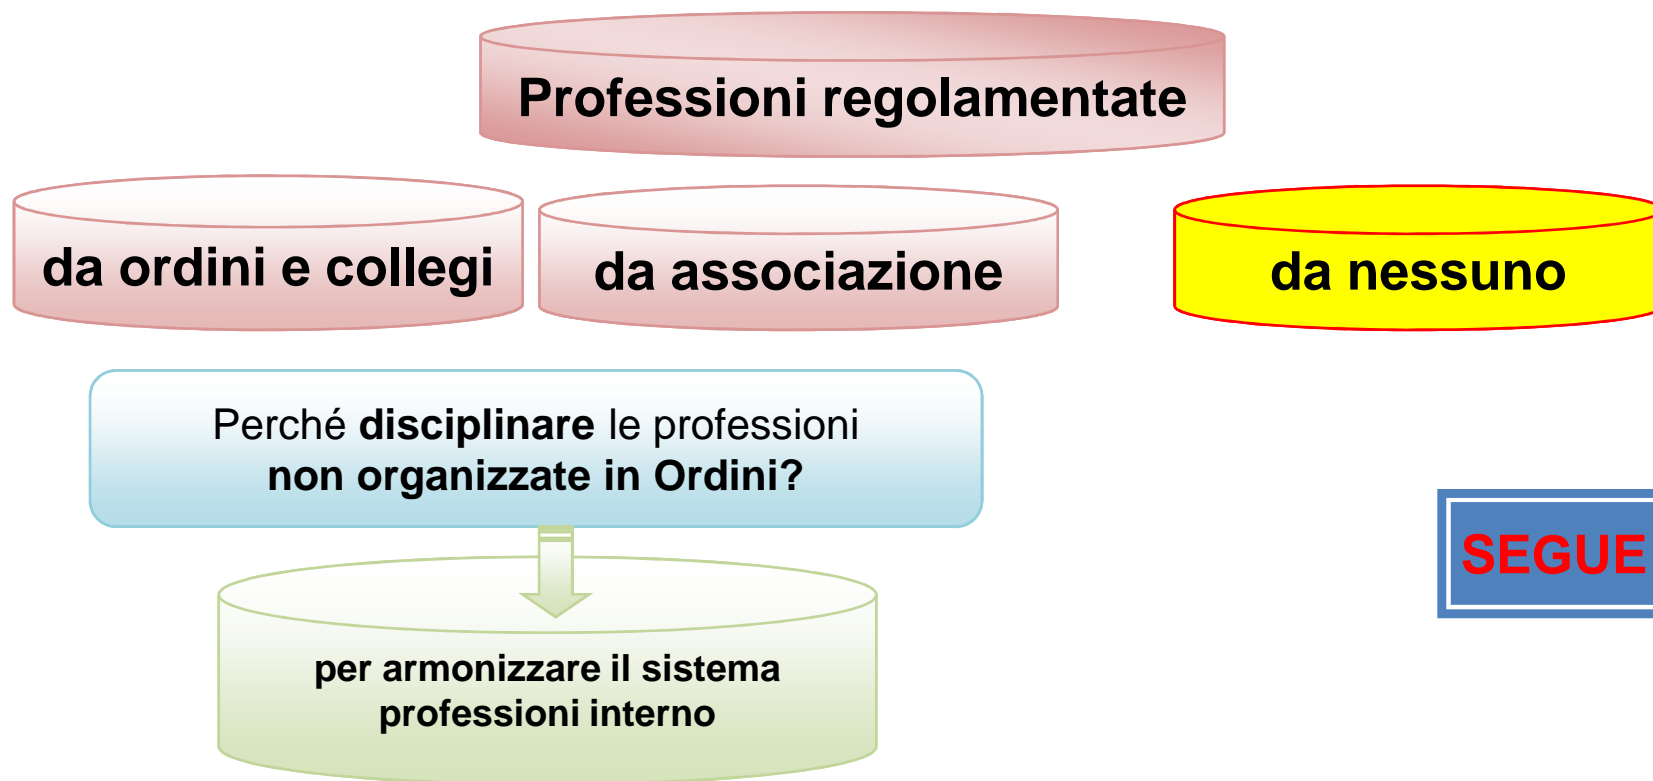 Professioni regolamentate
da ordini e collegi
da associazione
da nessuno
Perché disciplinare le professioni
non organizzate in Ordini?
SEGUE
per armonizzare il sistema
professioni interno